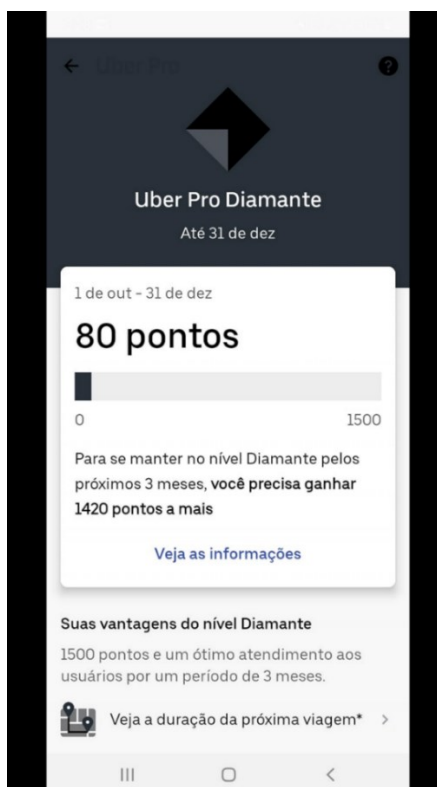 Uber Pro
?
Uber Pro Diamante
Até 31 de dez
1 de out - 31 de dez
80 pontos
0 1500
Para se manter no nível Diamante pelos
próximos 3 meses, você precisa ganhar
1420 pontos a mais
Veja as informações
Suas vantagens do nível Diamante
1500 pontos e um ótimo atendimento aos
usuários por um período de 3 meses.
Veja a duração da próxima viagem*